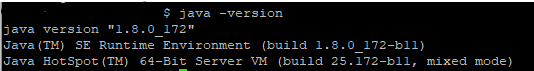 $ java -version
java version "1.8.0_172"
Java(TM) SE Runtime Environment (build 1.8.0_172-b11)
Java HotSpot(TM) 64-Bit Server VM (build 25.172-b11, mixed mode)